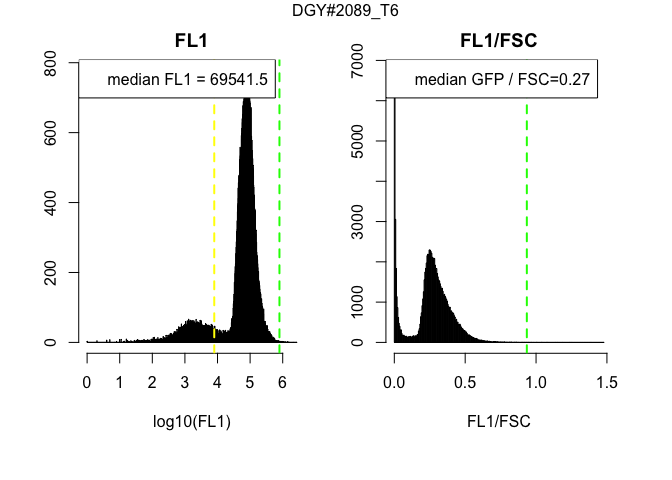 DGY#2089_T6
FL1
median FL1 = 69541.5
800
600
400
200
0
0 1 2 3 4 5 6
log10(FL1)
FL1/FSC
median GFP / FSC=0.27
7000
5000
3000
1000
0
0.0 0.5 1.0 1.5
FL1/FSC